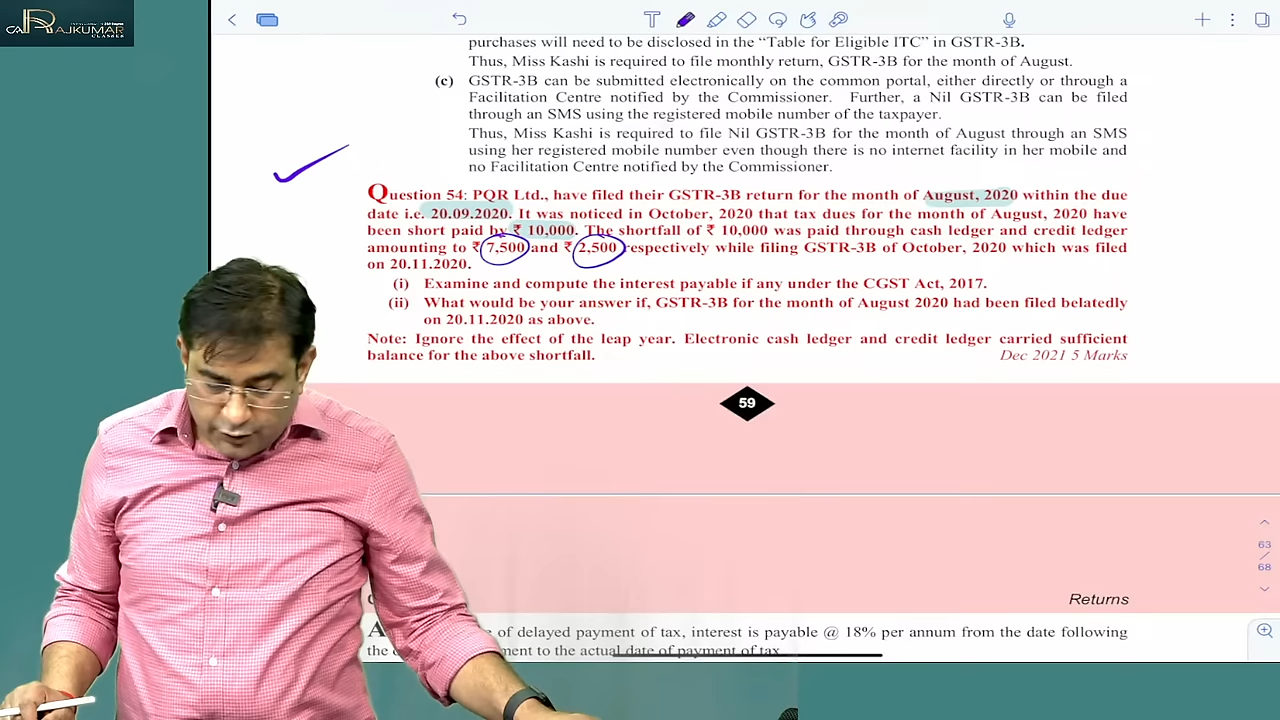 CA RAJKUMAR
CLASSES
purchases will need to be disclosed in the “Table for Eligible ITC” in GSTR-3B.
Thus, Miss Kashi is required to file monthly return, GSTR-3B for the month of August.
(c) GSTR-3B can be submitted electronically on the common portal, either directly or through a
Facilitation Centre notified by the Commissioner. Further, a Nil GSTR-3B can be filed
through an SMS using the registered mobile number of the taxpayer.
Thus, Miss Kashi is required to file Nil GSTR-3B for the month of August through an SMS
using her registered mobile number even though there is no internet facility in her mobile and
no Facilitation Centre notified by the Commissioner.
Question 54: PQR Ltd., have filed their GSTR-3B return for the month of August, 2020 within the due
date i.e. 20.09.2020. It was noticed in October, 2020 that tax dues for the month of August, 2020 have
been short paid by ₹ 10,000. The shortfall of ₹ 10,000 was paid through cash ledger and credit ledger
amounting to ₹ 7,500 and ₹ 2,500 respectively while filing GSTR-3B of October, 2020 which was filed
on 20.11.2020.
(i) Examine and compute the interest payable if any under the CGST Act, 2017.
(ii) What would be your answer if, GSTR-3B for the month of August 2020 had been filed belatedly
on 20.11.2020 as above.
Note: Ignore the effect of the leap year. Electronic cash ledger and credit ledger carried sufficient
balance for the above shortfall. Dec 2021 5 Marks
59
63
/
68
Returns
of delayed payment of tax, interest is payable @ 18% per annum from the date following
the ment to the actual date of payment of tax.